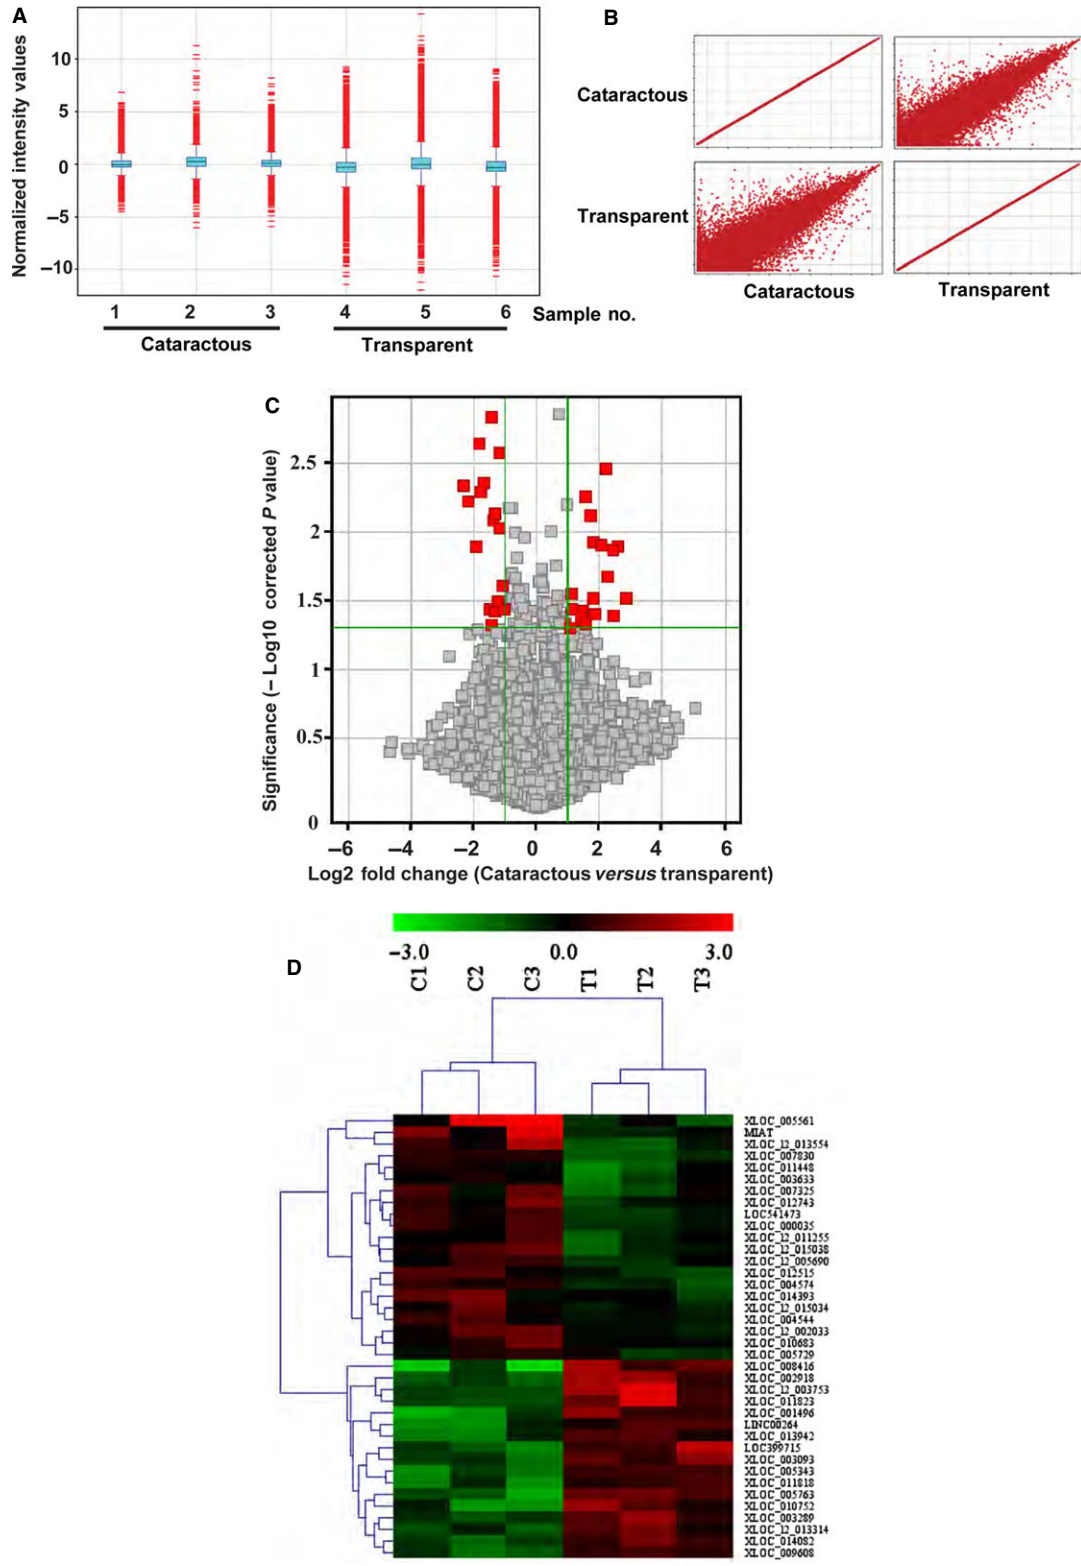 A
Normalized intensity values
10
5
0
−5
−10
1 2 3 4 5 6 Sample no.
Cataractous Transparent
B
Cataractous
Transparent
Cataractous Transparent
C
Significance (− Log10 corrected P value)
2.5
2
1.5
1
0.5
0
−6 −4 −2 0 2 4 6
Log2 fold change (Cataractous versus transparent)
−3.0 0.0 3.0
D
C1 C2 C3 T1 T2 T3
XLOC_005561
MIAT
XLOC_12_013554
XLOC_007830
XLOC_011448
XLOC_003633
XLOC_007325
XLOC_012743
LOC541473
XLOC_000035
XLOC_12_011255
XLOC_12_015038
XLOC_12_005690
XLOC_012515
XLOC_004574
XLOC_014393
XLOC_12_015034
XLOC_004544
XLOC_12_002033
XLOC_010683
XLOC_005729
XLOC_008416
XLOC_002918
XLOC_12_003753
XLOC_011823
XLOC_001496
LINC00264
XLOC_013942
LOC399715
XLOC_003093
XLOC_005343
XLOC_011818
XLOC_005763
XLOC_010752
XLOC_003289
XLOC_12_013314
XLOC_014082
XLOC_009608